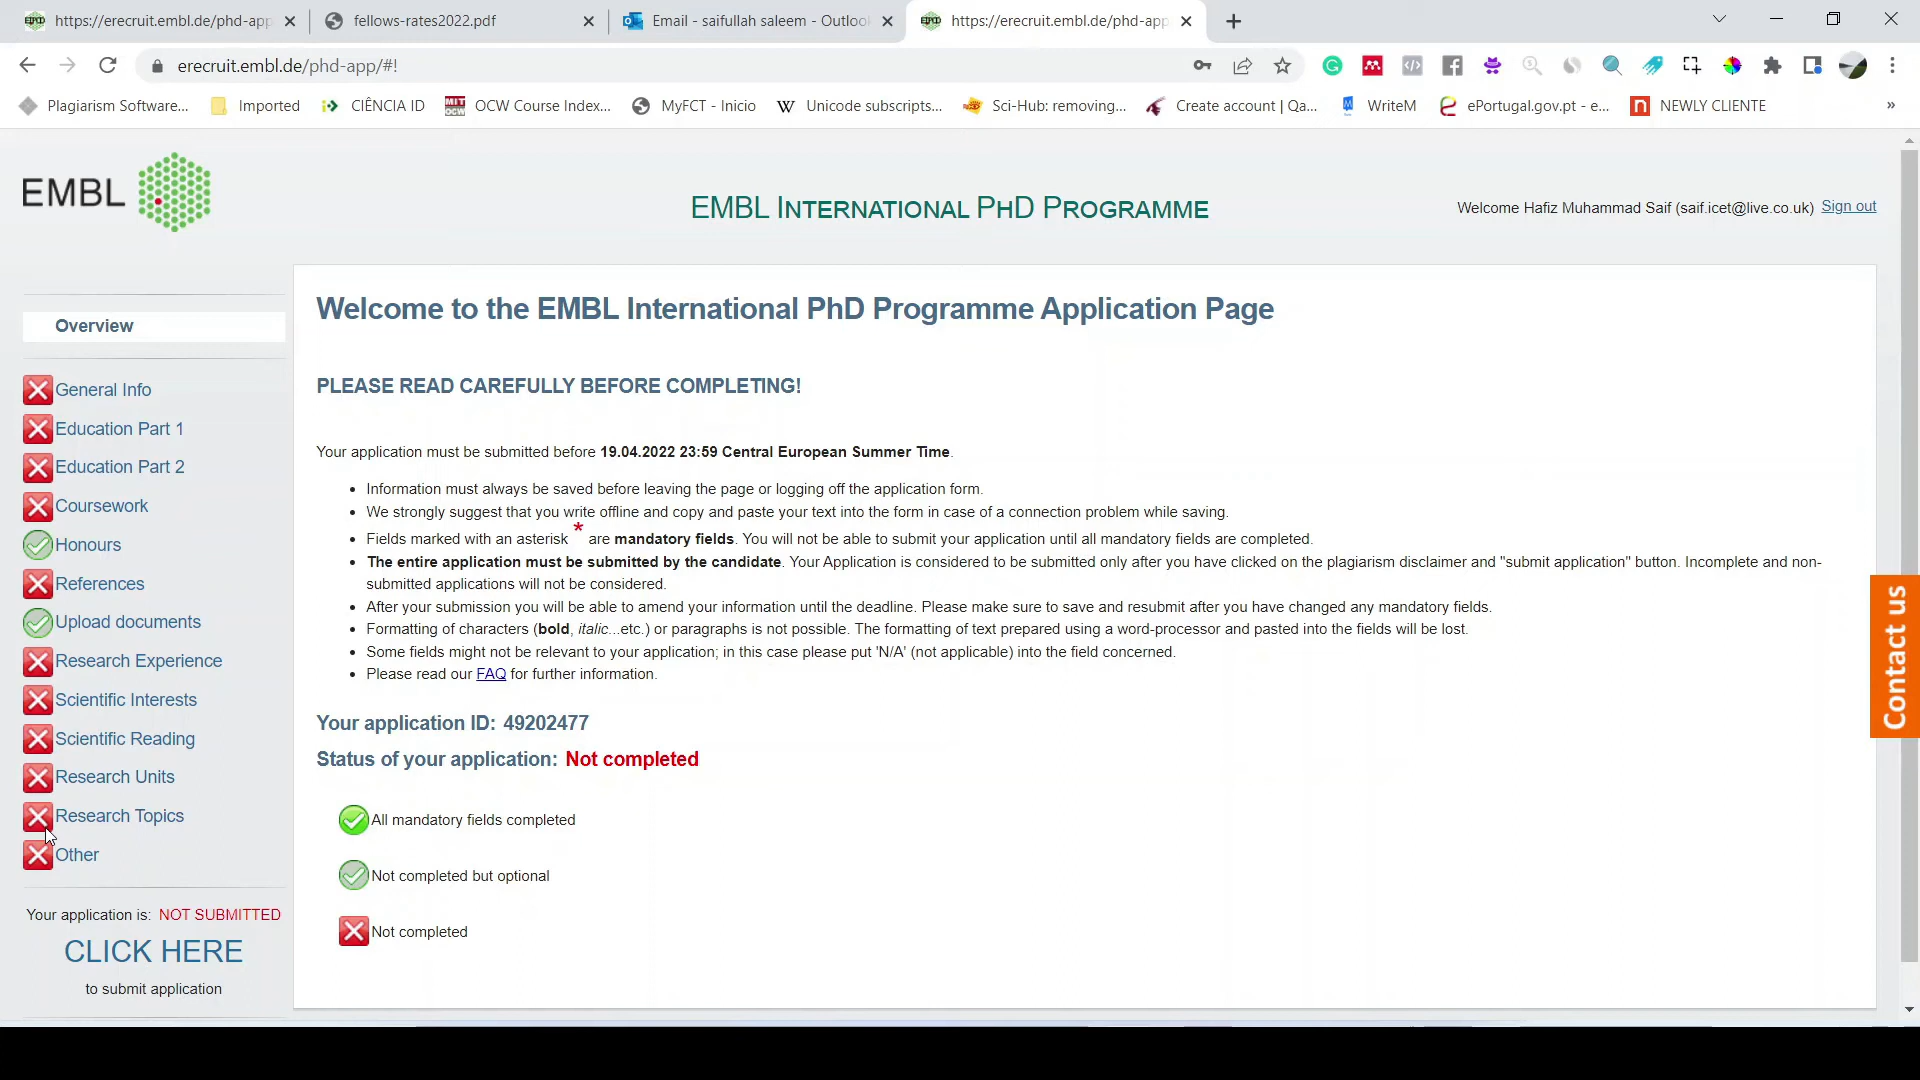 https://erecruit.embl.de/phd-app
fellows-rates2022.pdf
Email - saifullah saleem - Outlook
https://erecruit.embl.de/phd-app
erecruit.embl.de/phd-app/#!
Plagiarism Software...
Imported
CIÊNCIA ID
MIT OCW
OCW Course Index...
MyFCT - Inicio
W
Unicode subscripts...
Sci-Hub: removing...
Create account | Qa...
WriteM
ePortugal.gov.pt - e...
n
NEWLY CLIENTE
»
EMBL
EMBL INTERNATIONAL PHD PROGRAMME
Welcome Hafiz Muhammad Saif (saif.icet@live.co.uk) Sign out
Overview
General Info
Education Part 1
Education Part 2
Coursework
Honours
References
Upload documents
Research Experience
Scientific Interests
Scientific Reading
Research Units
Research Topics
Other
Your application is: NOT SUBMITTED
CLICK HERE
to submit application
Welcome to the EMBL International PhD Programme Application Page
PLEASE READ CAREFULLY BEFORE COMPLETING!
Your application must be submitted before 19.04.2022 23:59 Central European Summer Time.
• Information must always be saved before leaving the page or logging off the application form.
• We strongly suggest that you write offline and copy and paste your text into the form in case of a connection problem while saving.
• Fields marked with an asterisk * are mandatory fields. You will not be able to submit your application until all mandatory fields are completed.
• The entire application must be submitted by the candidate. Your Application is considered to be submitted only after you have clicked on the plagiarism disclaimer and "submit application" button. Incomplete and non-
submitted applications will not be considered.
• After your submission you will be able to amend your information until the deadline. Please make sure to save and resubmit after you have changed any mandatory fields.
• Formatting of characters (bold, italic...etc.) or paragraphs is not possible. The formatting of text prepared using a word-processor and pasted into the fields will be lost.
• Some fields might not be relevant to your application; in this case please put 'N/A' (not applicable) into the field concerned.
• Please read our FAQ for further information.
Your application ID: 49202477
Status of your application: Not completed
All mandatory fields completed
Not completed but optional
Not completed
Contact us